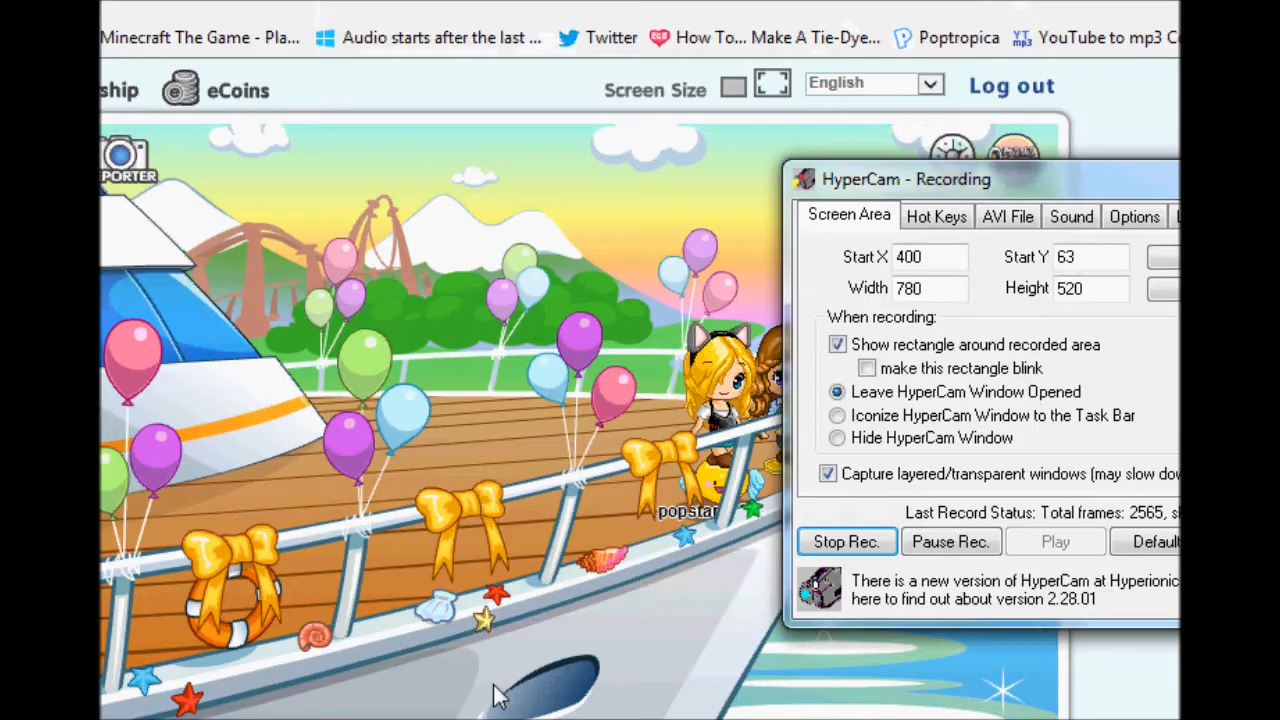 Minecraft The Game - Pla... Audio starts after the last ... Twitter EGO How To... Make A Tie-Dye... Poptropica YT mp3 YouTube to mp3 Co
ship eCoins Screen Size English Log out
PORTER
HyperCam - Recording
Screen Area Hot Keys AVI File Sound Options
Start X 400 Start Y 63
Width 780 Height 520
When recording:
Show rectangle around recorded area
make this rectangle blink
Leave HyperCam Window Opened
Iconize HyperCam Window to the Task Bar
Hide HyperCam Window
Capture layered/transparent windows (may slow dow
popstar
Last Record Status: Total frames: 2565, s
Stop Rec. Pause Rec. Play Default
There is a new version of HyperCam at Hyperionic
here to find out about version 2.28.01